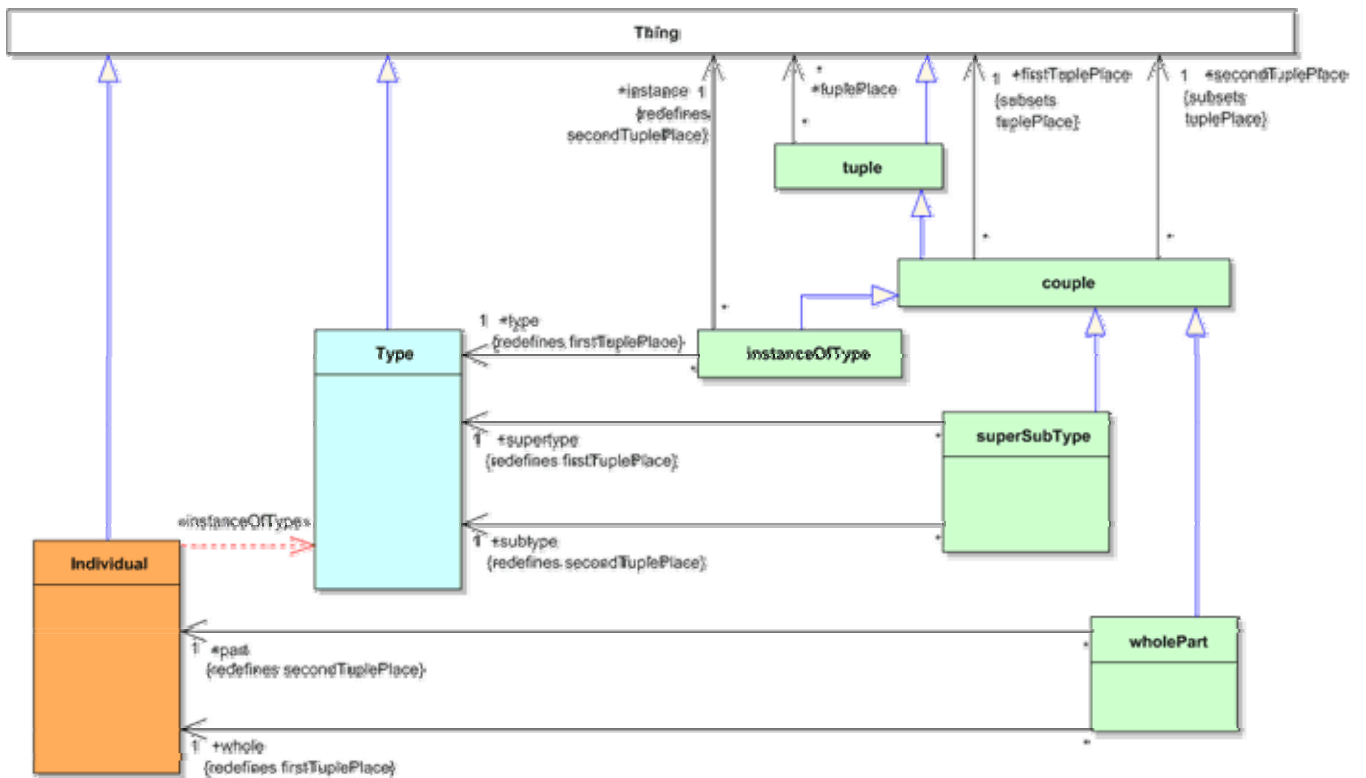 Thing
+instance 1
{redefines
secondTuplePlace}
*
+tuplePlace
*
1 +firstTuplePlace
{subsets
tuplePlace}
1 +secondTuplePlace
{subsets
tuplePlace}
tuple
*
*
couple
*
1 +type
{redefines firstTuplePlace}
Type
instanceOfType
*
1 +supertype
{redefines firstTuplePlace}
*
superSubType
«instanceOfType»
1 +subtype
{redefines secondTuplePlace}
*
Individual
1 +part
{redefines secondTuplePlace}
*
wholePart
1 +whole
{redefines firstTuplePlace}
*